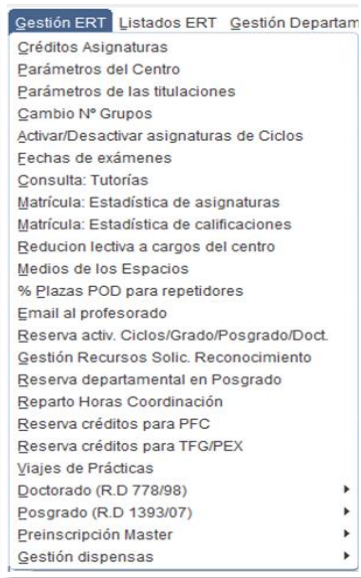 Gestión ERT Listados ERT Gestión Departam
Créditos Asignaturas
Parámetros del Centro
Parámetros de las titulaciones
Cambio Nº Grupos
Activar/Desactivar asignaturas de Ciclos
Fechas de exámenes
Consulta: Tutorías
Matrícula: Estadística de asignaturas
Matrícula: Estadística de calificaciones
Reducion lectiva a cargos del centro
Medios de los Espacios
% Plazas POD para repetidores
Email al profesorado
Reserva activ. Ciclos/Grado/Posgrado/Doct.
Gestión Recursos Solic. Reconocimiento
Reserva departamental en Posgrado
Reparto Horas Coordinación
Reserva créditos para PFC
Reserva créditos para TFG/PEX
Viajes de Prácticas
Doctorado (R.D 778/98)
Posgrado (R.D 1393/07)
Preinscripción Master
Gestión dispensas